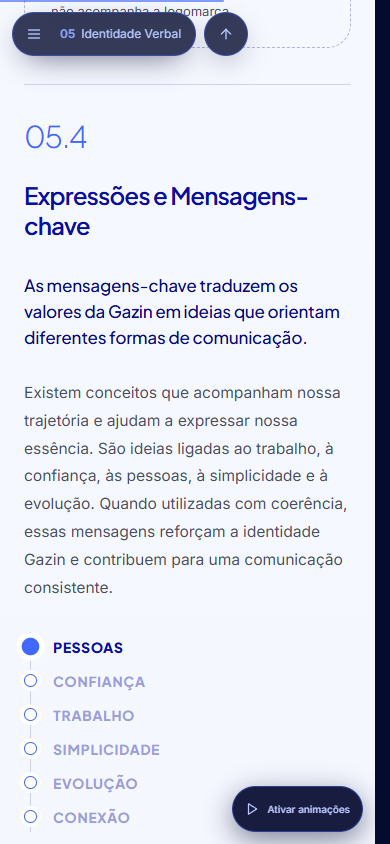 não acompanha a logomarca.
05 Identidade Verbal
05.4
Expressões e Mensagens-
chave
As mensagens-chave traduzem os
valores da Gazin em ideias que orientam
diferentes formas de comunicação.
Existem conceitos que acompanham nossa
trajetória e ajudam a expressar nossa
essência. São ideias ligadas ao trabalho, à
confiança, às pessoas, à simplicidade e à
evolução. Quando utilizadas com coerência,
essas mensagens reforçam a identidade
Gazin e contribuem para uma comunicação
consistente.
PESSOAS
CONFIANÇA
TRABALHO
SIMPLICIDADE
EVOLUÇÃO
CONEXÃO
Ativar animações